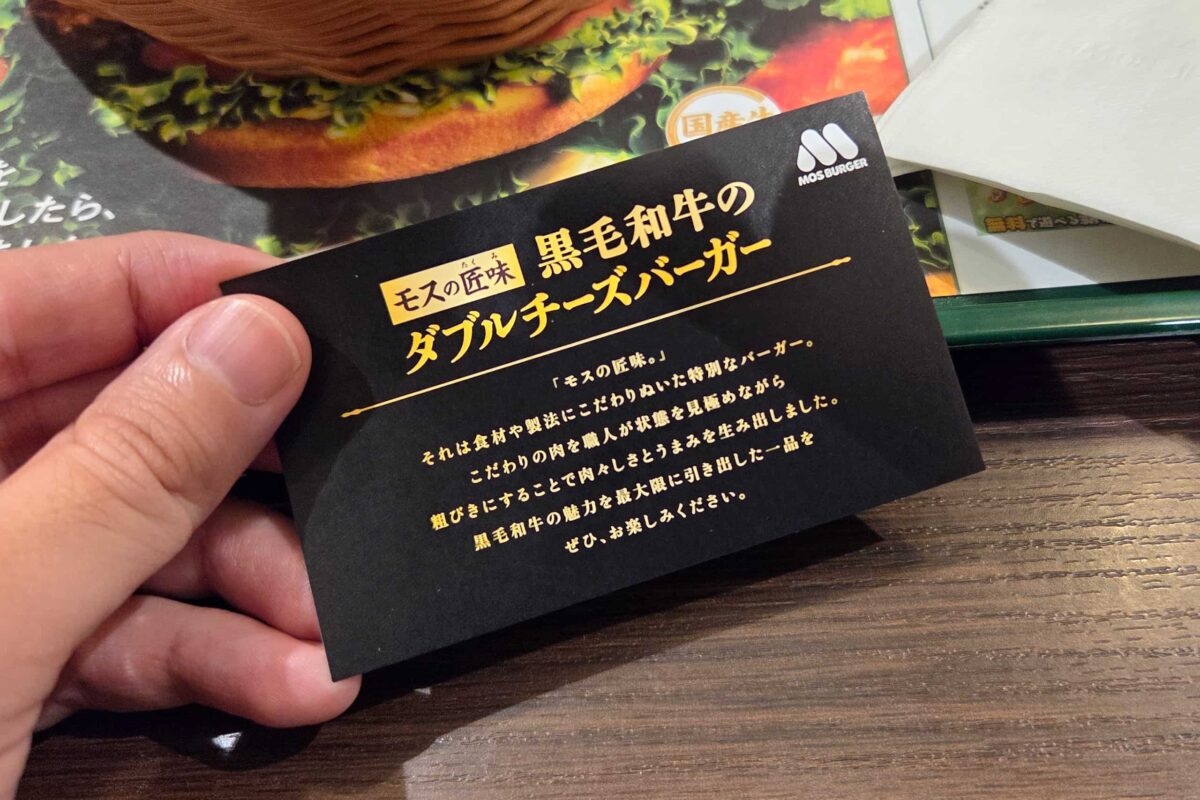 MOS BURGER
モスの匠味 黒毛和牛の
ダブルチーズバーガー
「モスの匠味。」
それは食材や製法にこだわりぬいた特別なバーガー。
こだわりの肉を職人が状態を見極めながら
粗びきにすることで肉々しさとうまみを生み出しました。
黒毛和牛の魅力を最大限に引き出した一品を
ぜひ、お楽しみください。
国産
したら、
無料で選べる